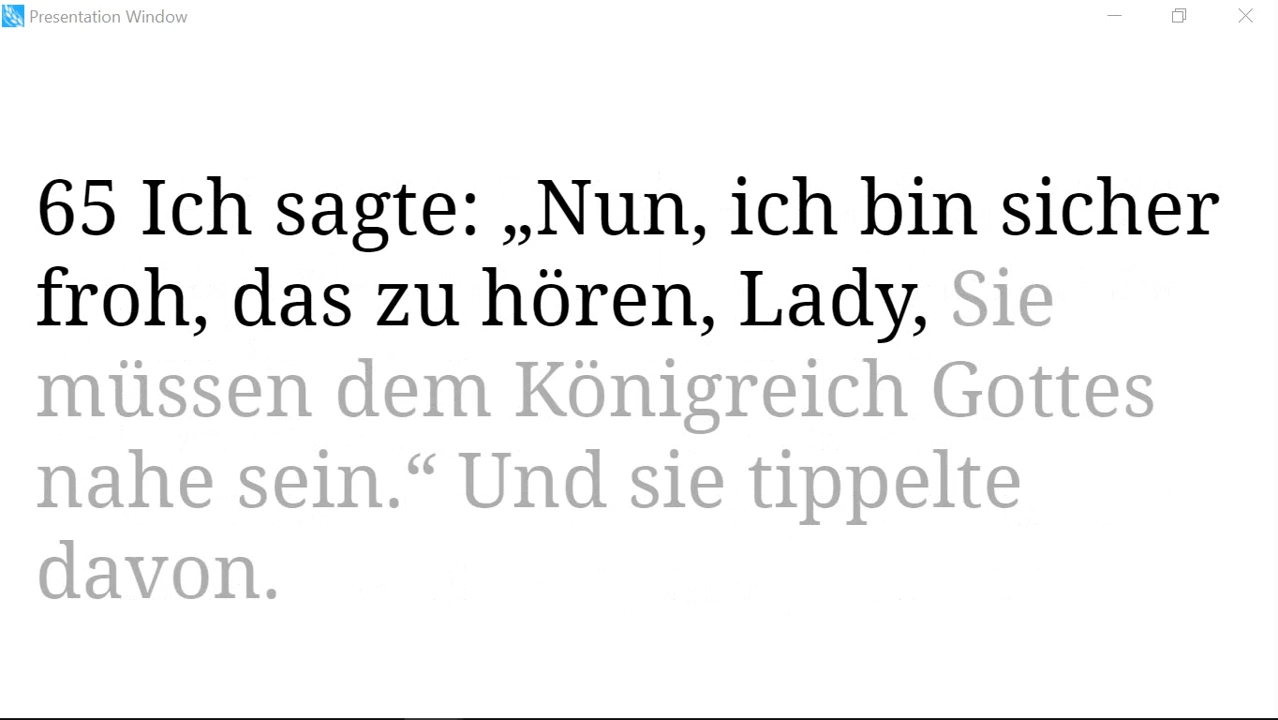 Presentation Window
65 Ich sagte: „Nun, ich bin sicher
froh, das zu hören, Lady, Sie
müssen dem Königreich Gottes
nahe sein.“ Und sie tippelte
davon.